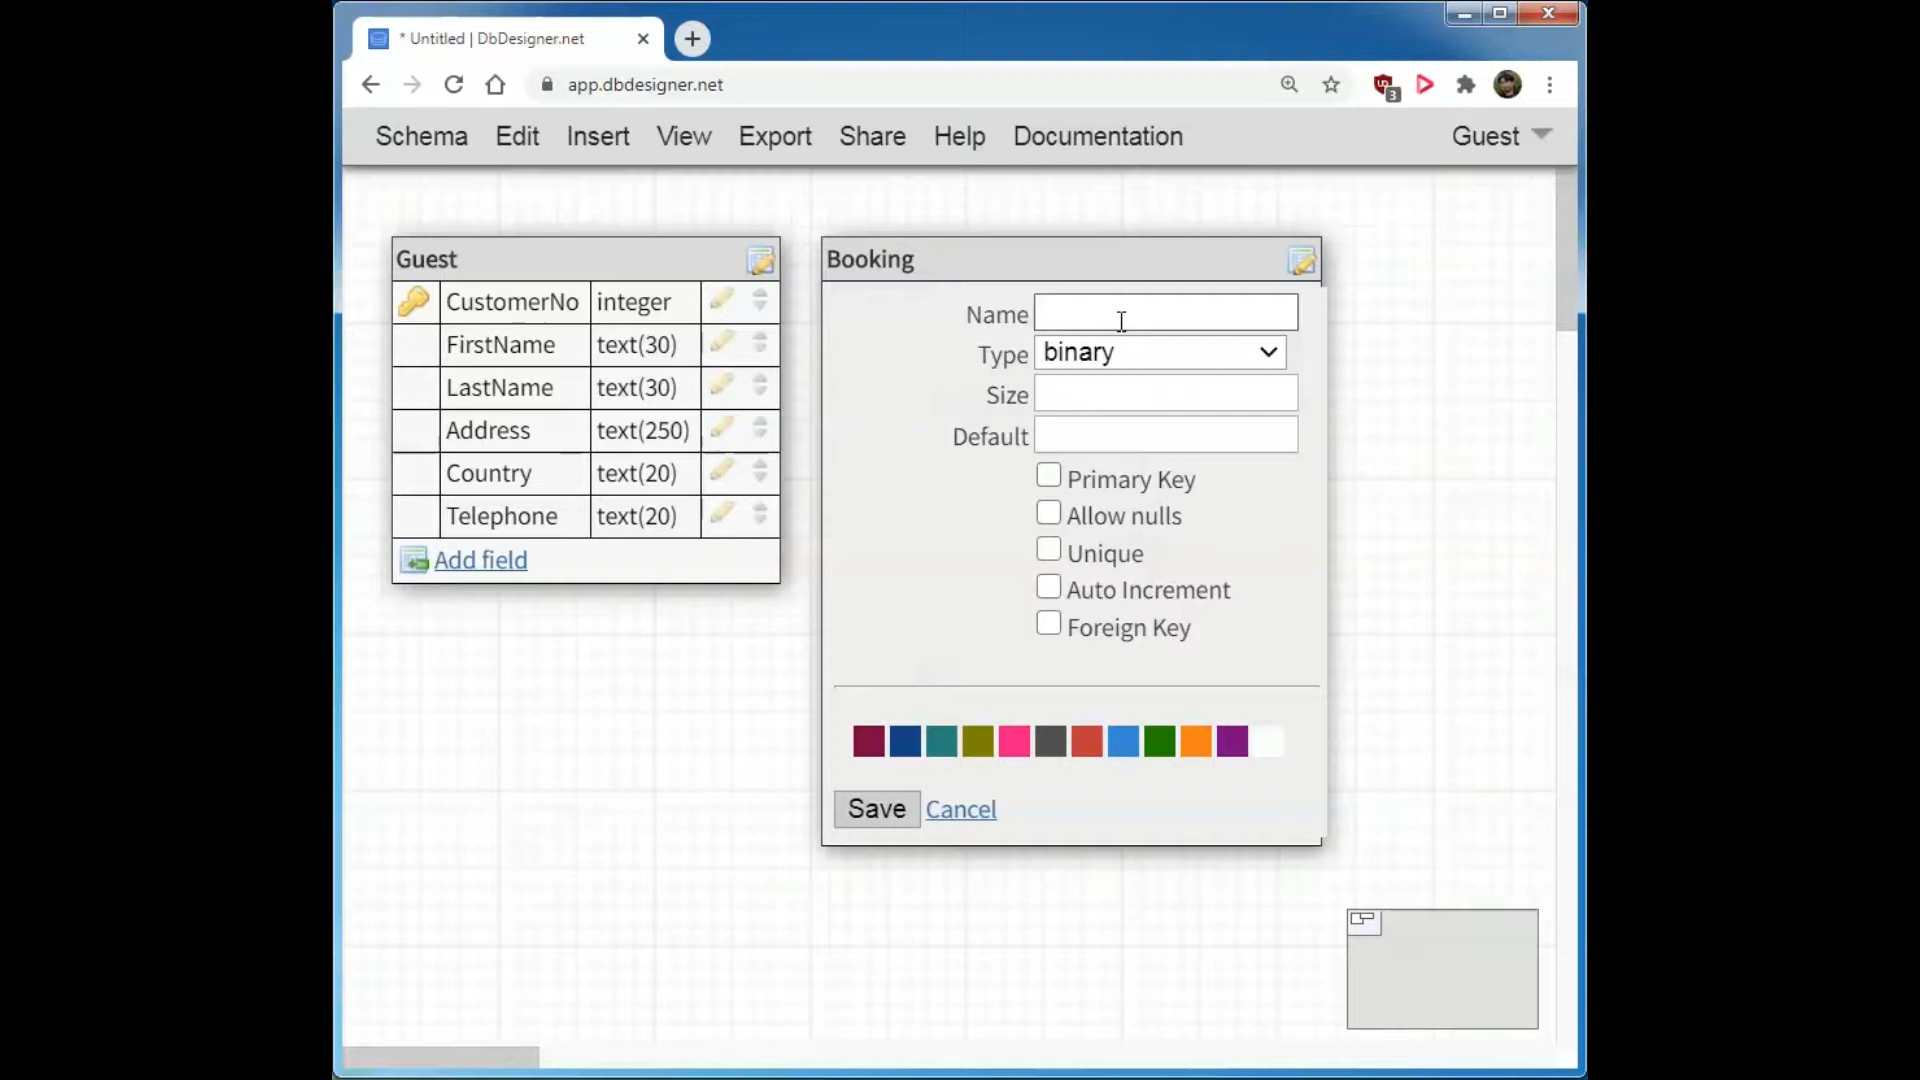 * Untitled | DbDesigner.net
app.dbdesigner.net
3
Schema Edit Insert View Export Share Help Documentation Guest
Guest
CustomerNo integer
FirstName text(30)
LastName text(30)
Address text(250)
Country text(20)
Telephone text(20)
Add field
Booking
Name
Type binary
Size
Default
Primary Key
Allow nulls
Unique
Auto Increment
Foreign Key
Save Cancel